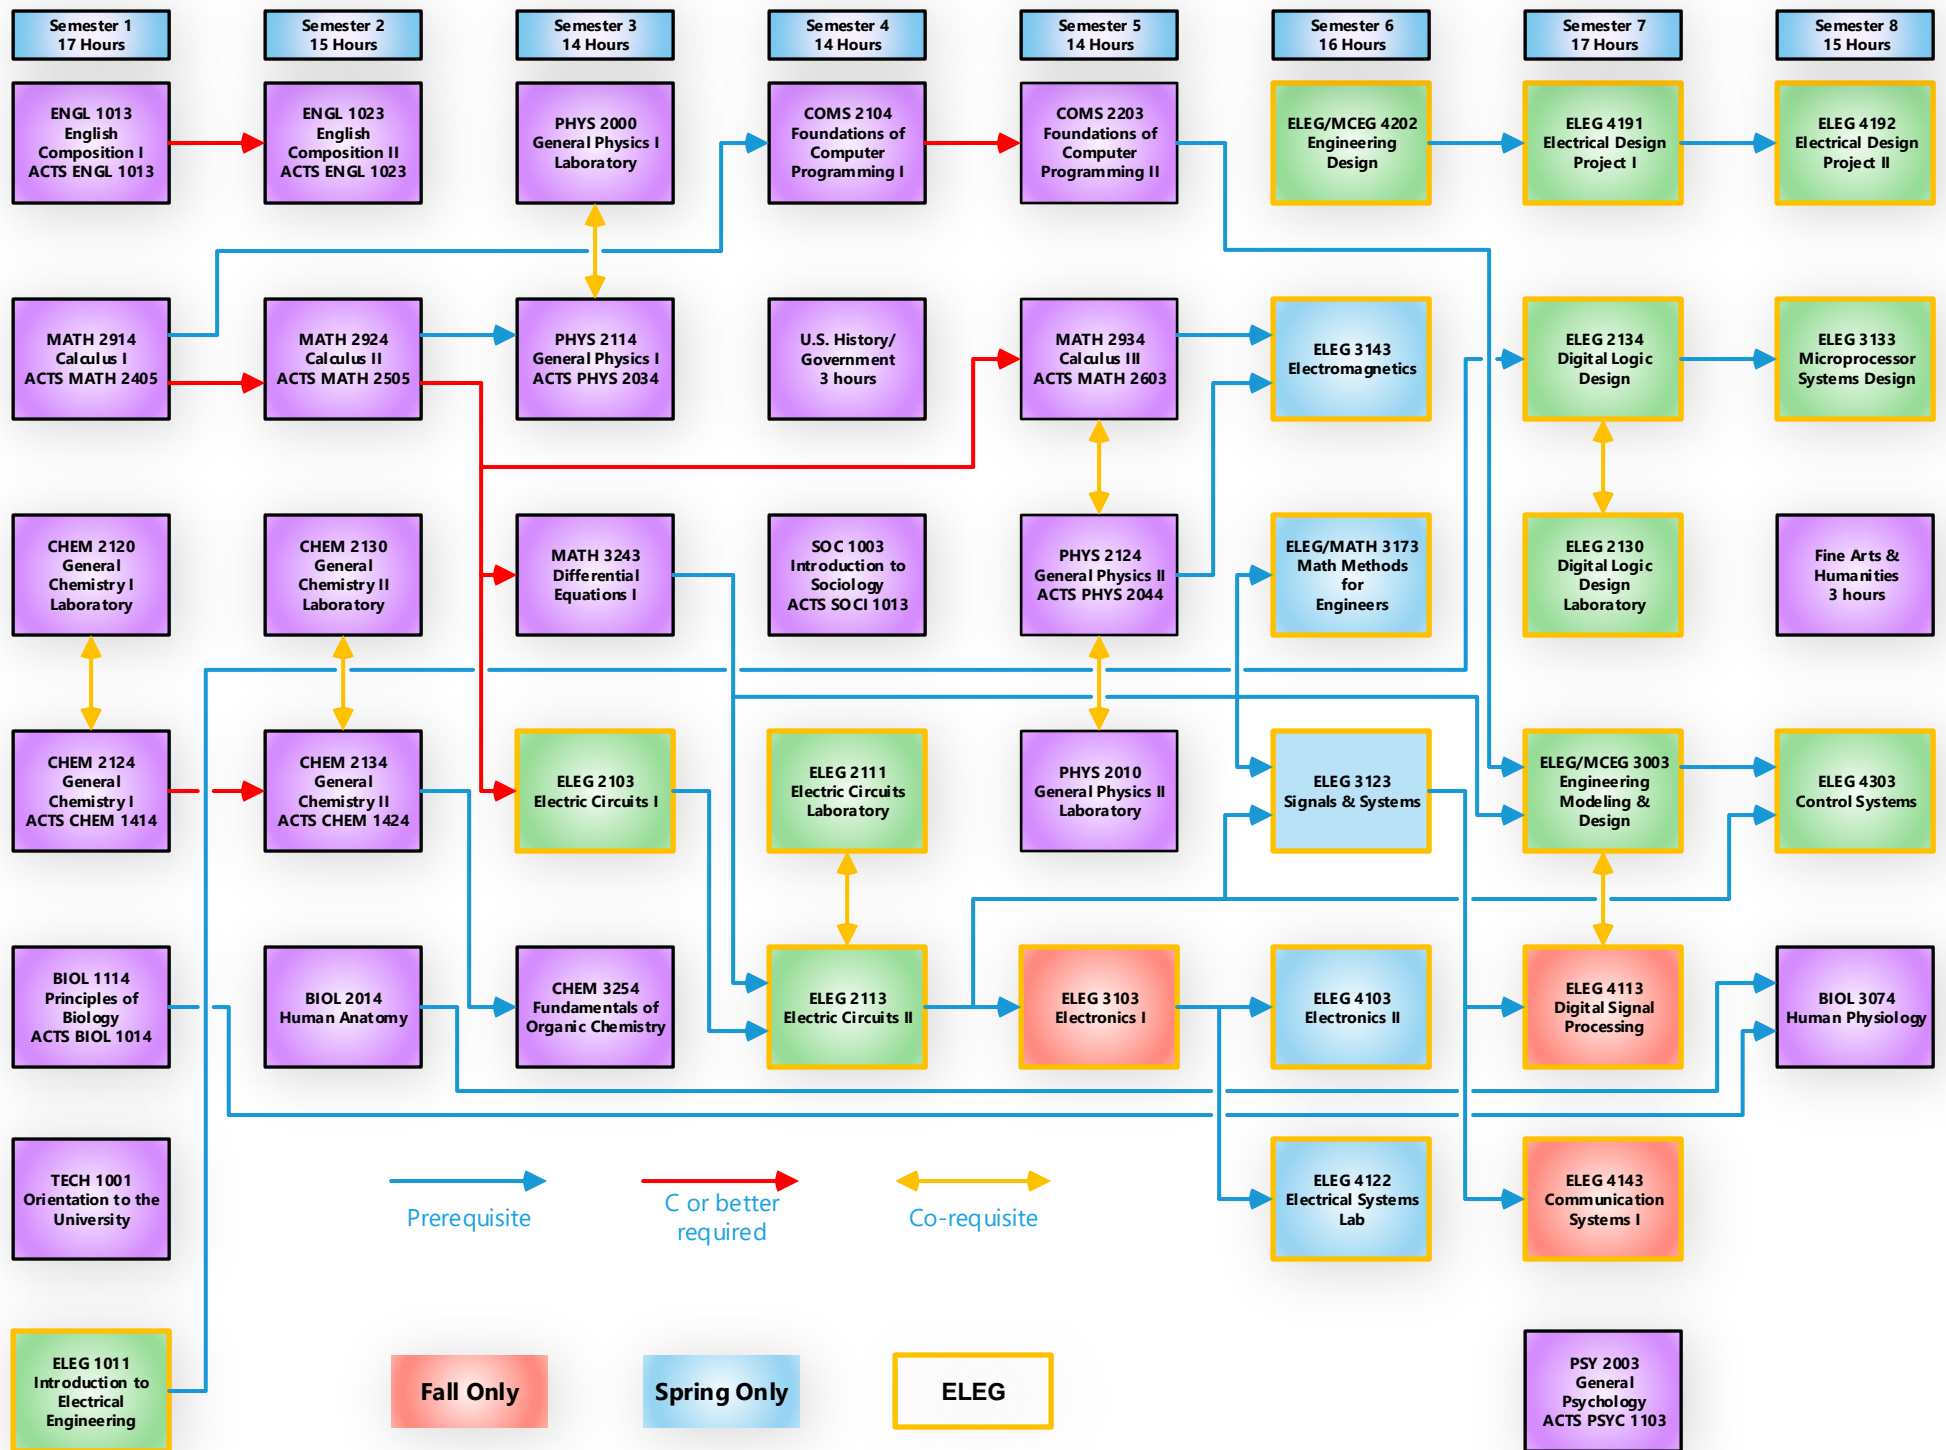 Semester 1
17 Hours
Semester 2
15 Hours
Semester 3
14 Hours
Semester 4
14 Hours
Semester 5
14 Hours
Semester 6
16 Hours
Semester 7
17 Hours
Semester 8
15 Hours
ENGL 1013
English
Composition I
ACTS ENGL 1013
ENGL 1023
English
Composition II
ACTS ENGL 1023
PHYS 2000
General Physics I
Laboratory
COMS 2104
Foundations of
Computer
Programming I
COMS 2203
Foundations of
Computer
Programming II
ELEG/MCEG 4202
Engineering
Design
ELEG 4191
Electrical Design
Project I
ELEG 4192
Electrical Design
Project II
MATH 2914
Calculus I
ACTS MATH 2405
MATH 2924
Calculus II
ACTS MATH 2505
PHYS 2114
General Physics I
ACTS PHYS 2034
U.S. History/
Government
3 hours
MATH 2934
Calculus III
ACTS MATH 2603
ELEG 3143
Electromagnetics
ELEG 2134
Digital Logic
Design
ELEG 3133
Microprocessor
Systems Design
CHEM 2120
General
Chemistry I
Laboratory
CHEM 2130
General
Chemistry II
Laboratory
MATH 3243
Differential
Equations I
SOC 1003
Introduction to
Sociology
ACTS SOCI 1013
PHYS 2124
General Physics II
ACTS PHYS 2044
ELEG/MATH 3173
Math Methods
for
Engineers
ELEG 2130
Digital Logic
Design
Laboratory
Fine Arts &
Humanities
3 hours
CHEM 2124
General
Chemistry I
ACTS CHEM 1414
CHEM 2134
General
Chemistry II
ACTS CHEM 1424
ELEG 2103
Electric Circuits I
ELEG 2111
Electric Circuits
Laboratory
PHYS 2010
General Physics II
Laboratory
ELEG 3123
Signals & Systems
ELEG/MCEG 3003
Engineering
Modeling &
Design
ELEG 4303
Control Systems
BIOL 1114
Principles of
Biology
ACTS BIOL 1014
BIOL 2014
Human Anatomy
CHEM 3254
Fundamentals of
Organic Chemistry
ELEG 2113
Electric Circuits II
ELEG 3103
Electronics I
ELEG 4103
Electronics II
ELEG 4113
Digital Signal
Processing
BIOL 3074
Human Physiology
TECH 1001
Orientation to the
University
Prerequisite
C or better
required
Co-requisite
ELEG 4122
Electrical Systems
Lab
ELEG 4143
Communication
Systems I
ELEG 1011
Introduction to
Electrical
Engineering
Fall Only
Spring Only
ELEG
PSY 2003
General
Psychology
ACTS PSYC 1103